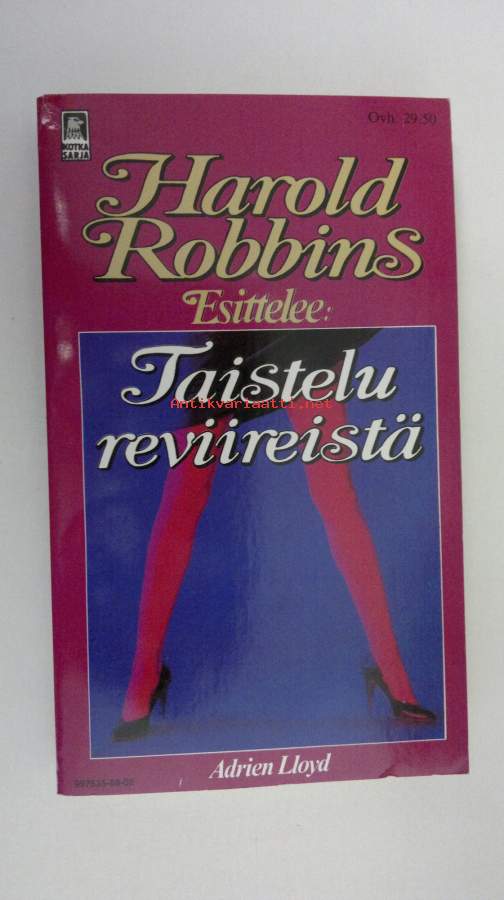 KOTKA
SARJA
Ovh. 29:50
Harold
Robbins
Esittelee:
Taistelu
Antikvariaatti.net
reviireistä
Adrien Lloyd